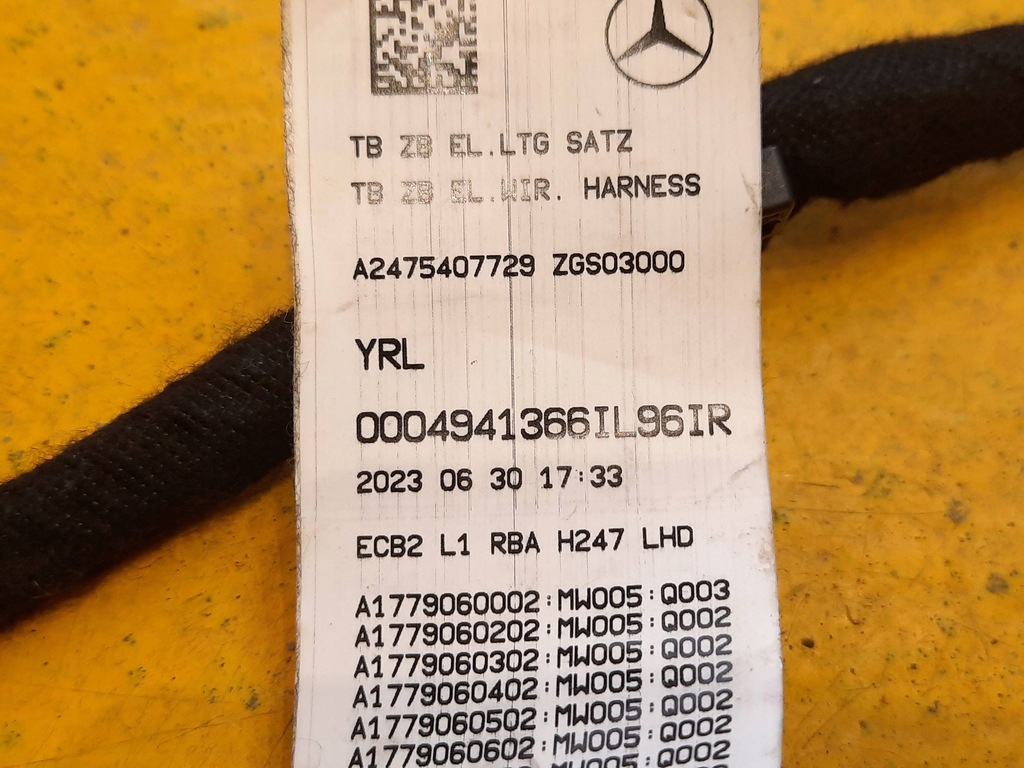 TB ZB EL.LTG SATZ
TB ZB EL.WIR. HARNESS
A2475407729 ZGS03000
YRL
0004941366IL96IR
2023 06 30 17:33
ECB2 L1 RBA H247 LHD
A1779060002:MW005:Q003
A1779060202:MW005:Q002
A1779060302:MW005:Q002
A1779060402:MW005:Q002
A1779060502:MW005:Q002
A1779060602:MW005:Q002